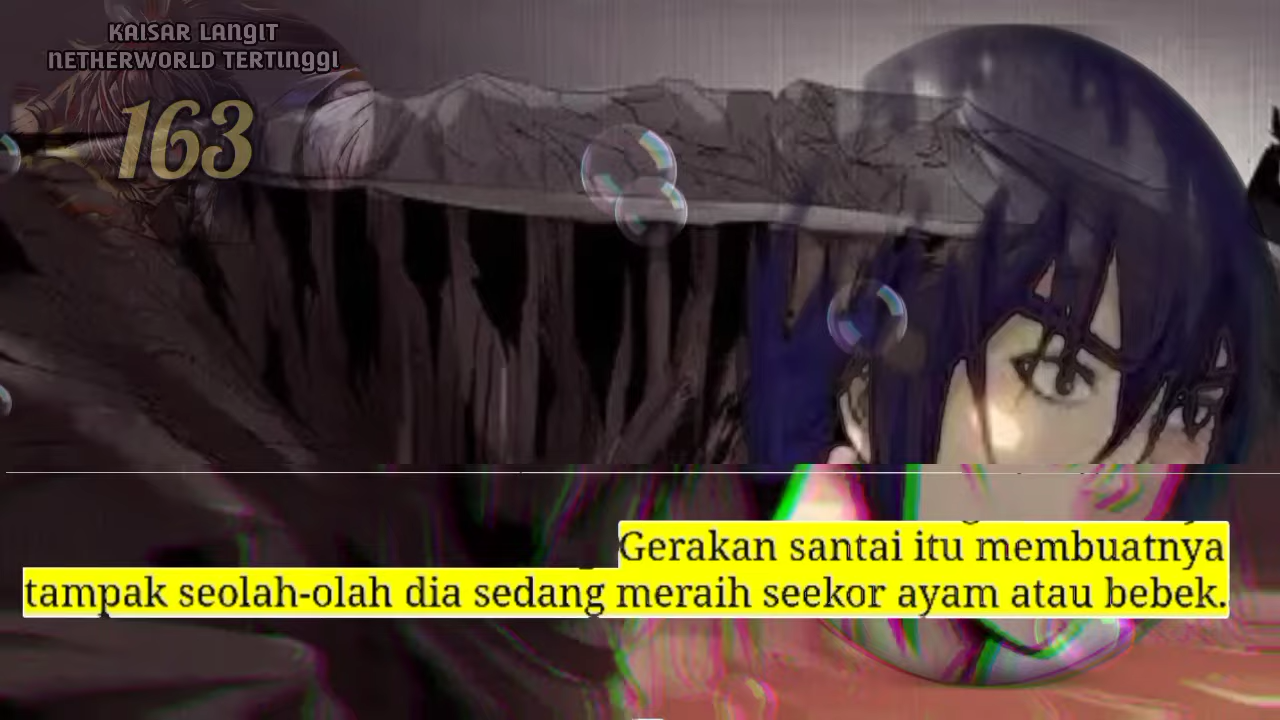 KAISAR LANGIT
NETHERWORLD TERTINGGI
163
Gerakan santai itu membuatnya
tampak seolah-olah dia sedang meraih seekor ayam atau bebek.